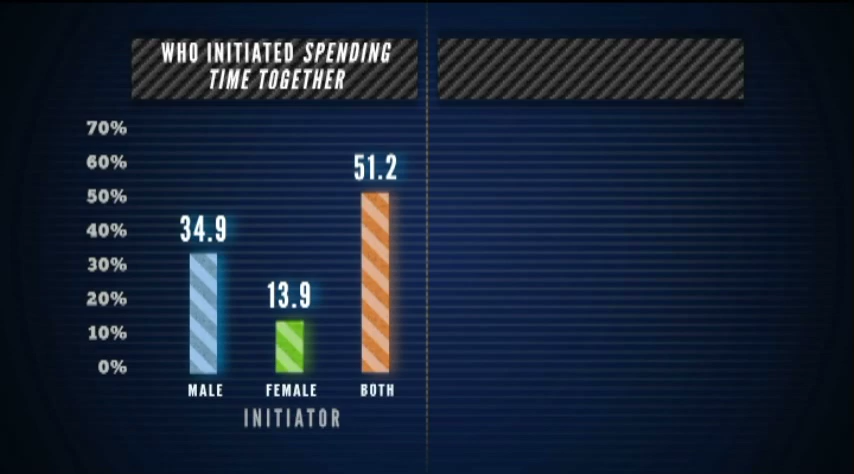 WHO INITIATED SPENDING
TIME TOGETHER
70%
60%
50%
40%
30%
20%
10%
0%
34.9
13.9
51.2
MALE FEMALE BOTH
INITIATOR